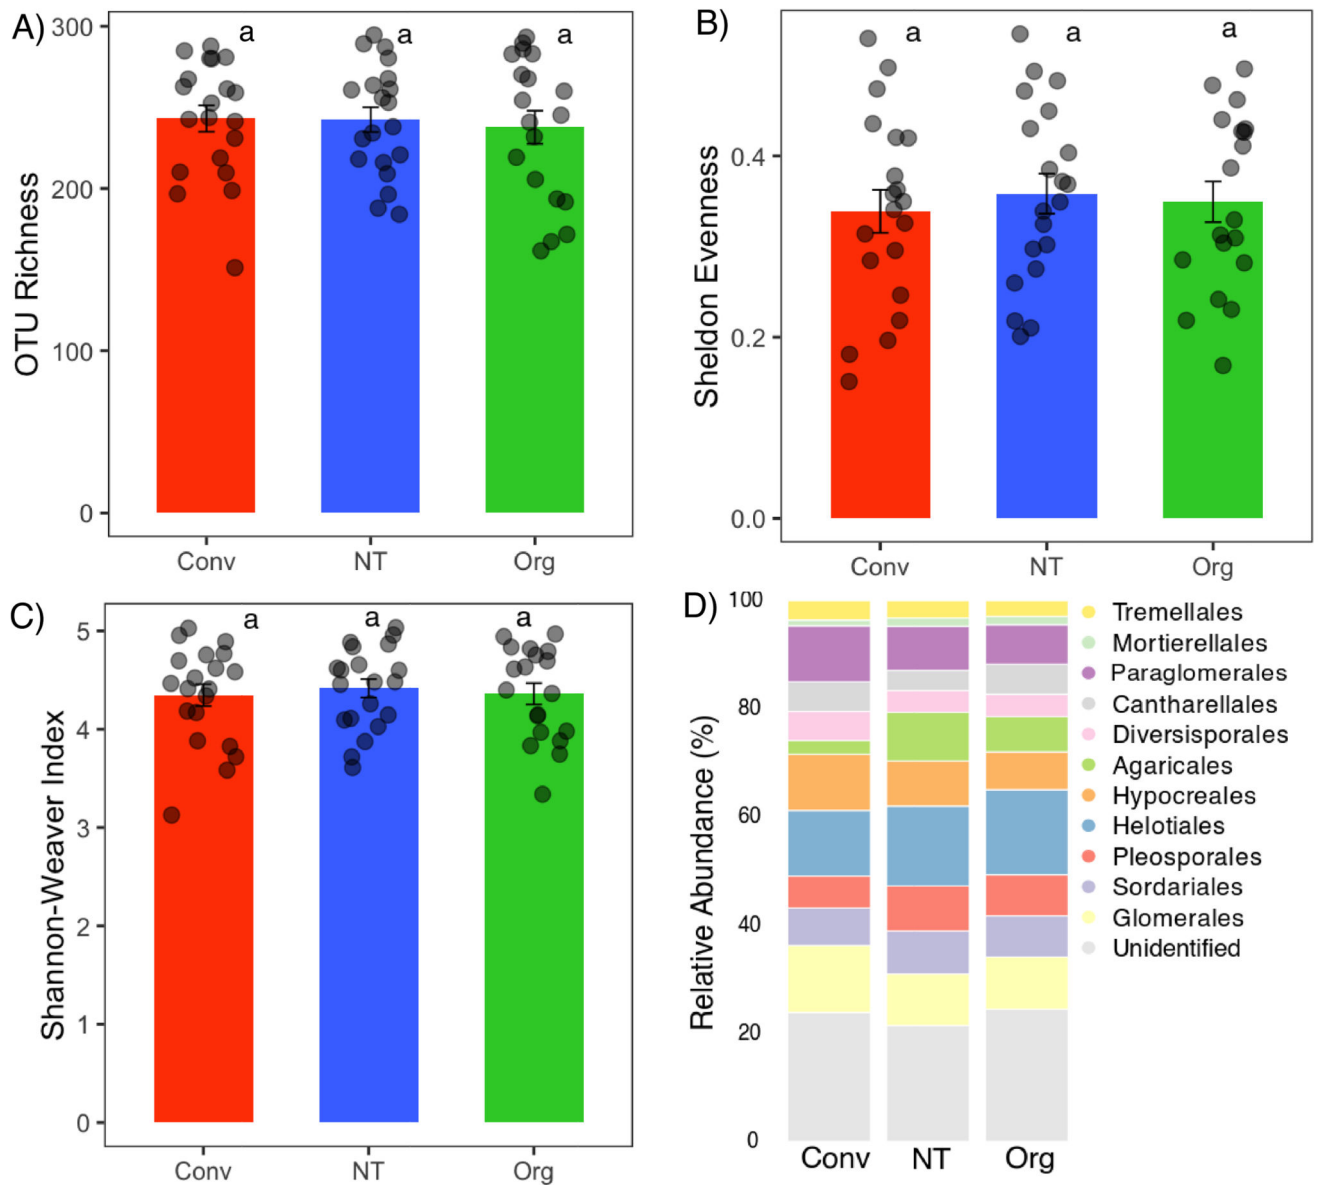 A)
300
200
100
0
OTU Richness
a a a
Conv NT Org
B)
0.4
0.2
0.0
Sheldon Evenness
a a a
Conv NT Org
C)
5
4
3
2
1
0
Shannon-Weaver Index
a a a
Conv NT Org
D)
100
80
60
40
20
0
Relative Abundance (%)
Conv NT Org
Tremellales
Mortierellales
Paraglomerales
Cantharellales
Diversisporales
Agaricales
Hypocreales
Helotiales
Pleosporales
Sordariales
Glomerales
Unidentified